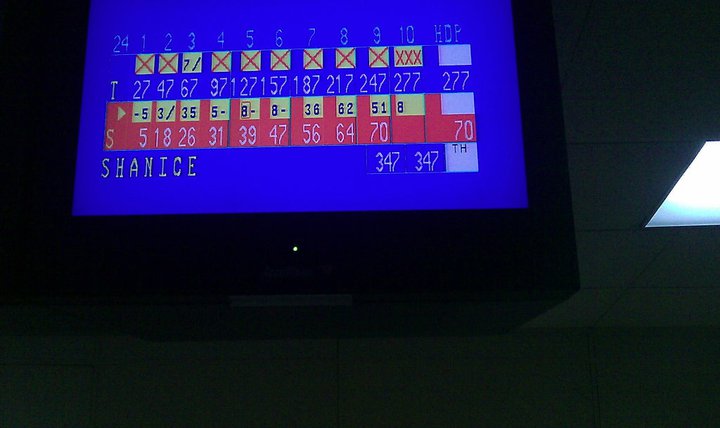 24 1 2 3 4 5 6 7 8 9 10 HDP
X X 7/ X X X X X X XXX
T 27 47 67 97 127 157 187 217 247 277 277
-5 3/ 35 5- 8- 8- 36 62 51 8
S 5 18 26 31 39 47 56 64 70 70
TH
SHANICE 347 347